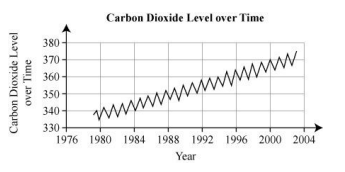 Carbon Dioxide Level over Time
Carbon Dioxide Level
over Time
380
370
360
350
340
330
1976 1980 1984 1988 1992 1996 2000 2004
Year